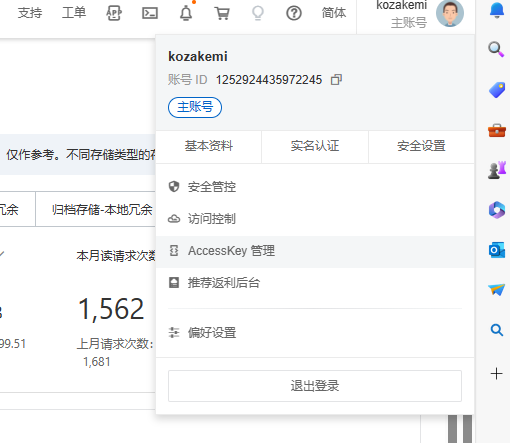 支持 工单 简体 kozakemi
主账号
kozakemi
账号 ID 1252924435972245
主账号
基本资料 实名认证 安全设置
仅作参考。不同存储类型的存
安全管控
冗余 归档存储-本地冗余
访问控制
本月读请求次数
AccessKey 管理
推荐返利后台
1,562
偏好设置
99.51 上月请求次数:
1,681
退出登录